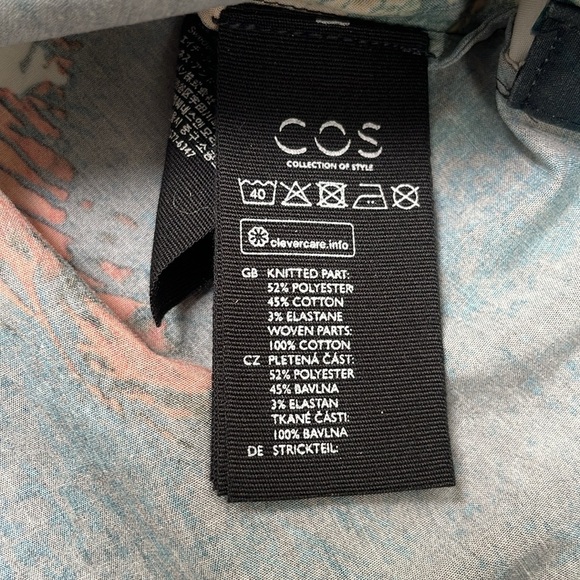 COS
COLLECTION OF STYLE
40
clevercare.info
GB KNITTED PART:
52% POLYESTER
45% COTTON
3% ELASTANE
WOVEN PARTS:
100% COTTON
CZ PLETENÁ ČÁST:
52% POLYESTER
45% BAVLNA
3% ELASTAN
TKANÉ ČÁSTI:
100% BAVLNA
DE STRICKTEIL: